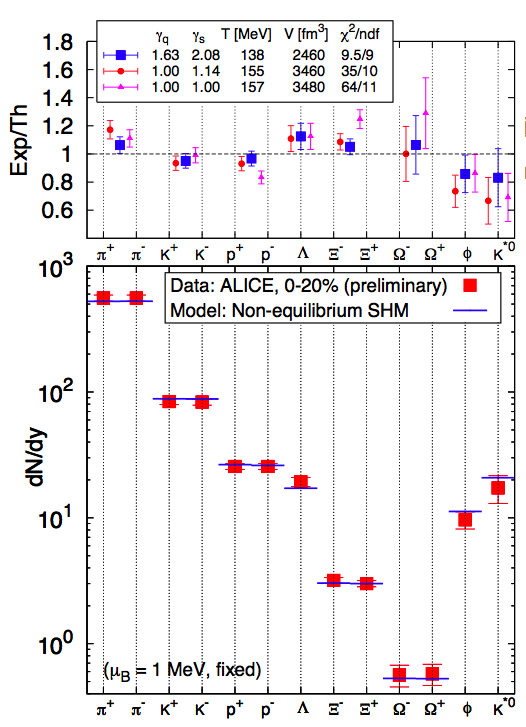 γq γs T [MeV] V [fm³] χ²/ndf
1.63 2.08 138 2460 9.5/9
1.00 1.14 155 3460 35/10
1.00 1.00 157 3480 64/11
1.8
1.6
1.4
1.2
1
0.8
0.6
Exp/Th
π⁺ π⁻ K⁺ K⁻ p⁺ p⁻ Λ Ξ⁻ Ξ⁺ Ω⁻ Ω⁺ ϕ K*⁰
10³
10²
10¹
10⁰
dN/dy
Data: ALICE, 0-20% (preliminary)
Model: Non-equilibrium SHM
(μB = 1 MeV, fixed)
π⁺ π⁻ K⁺ K⁻ p⁺ p⁻ Λ Ξ⁻ Ξ⁺ Ω⁻ Ω⁺ ϕ K*⁰